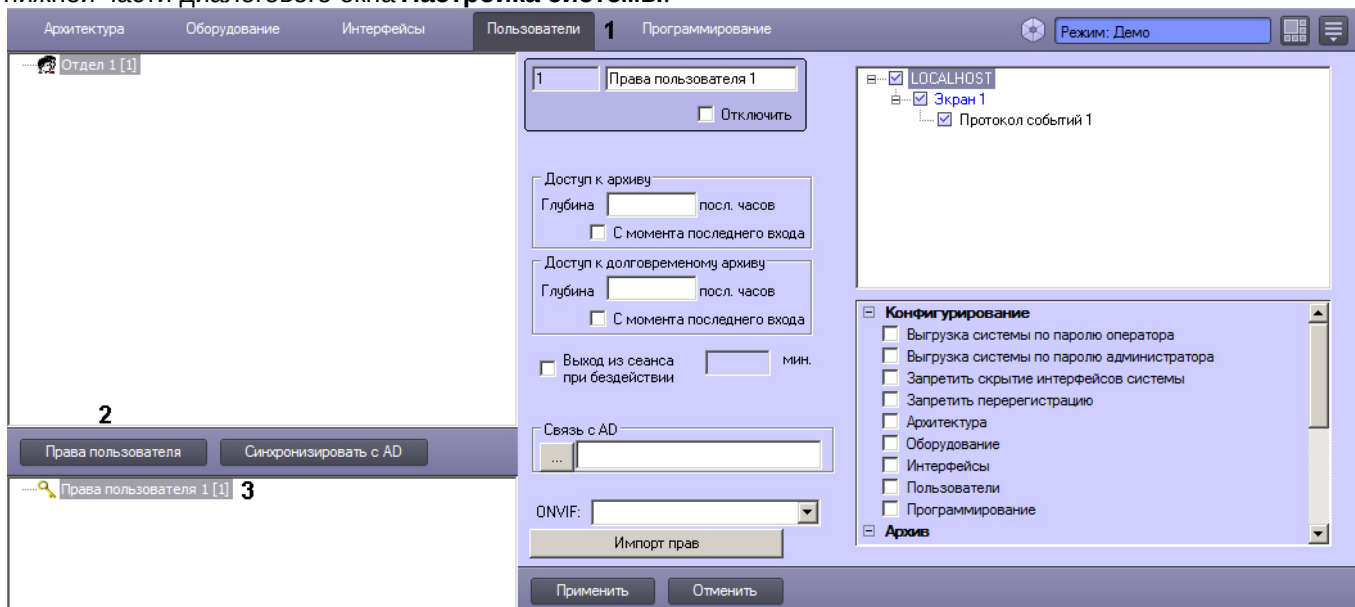 нижней части диалогового окна Настройка системы.
Архитектура Оборудование Интерфейсы Пользователи 1 Программирование Режим: Демо
Отдел 1 [1]
2
Права пользователя Синхронизировать с AD
Права пользователя 1 [1] 3
1 Права пользователя 1
Отключить
Доступ к архиву
Глубина посл. часов
С момента последнего входа
Доступ к долговременому архиву
Глубина посл. часов
С момента последнего входа
Выход из сеанса мин.
при бездействии
Связь с AD
...
ONVIF:
Импорт прав
Применить Отменить
LOCALHOST
Экран 1
Протокол событий 1
Конфигурирование
Выгрузка системы по паролю оператора
Выгрузка системы по паролю администратора
Запретить скрытие интерфейсов системы
Запретить перерегистрацию
Архитектура
Оборудование
Интерфейсы
Пользователи
Программирование
Архив